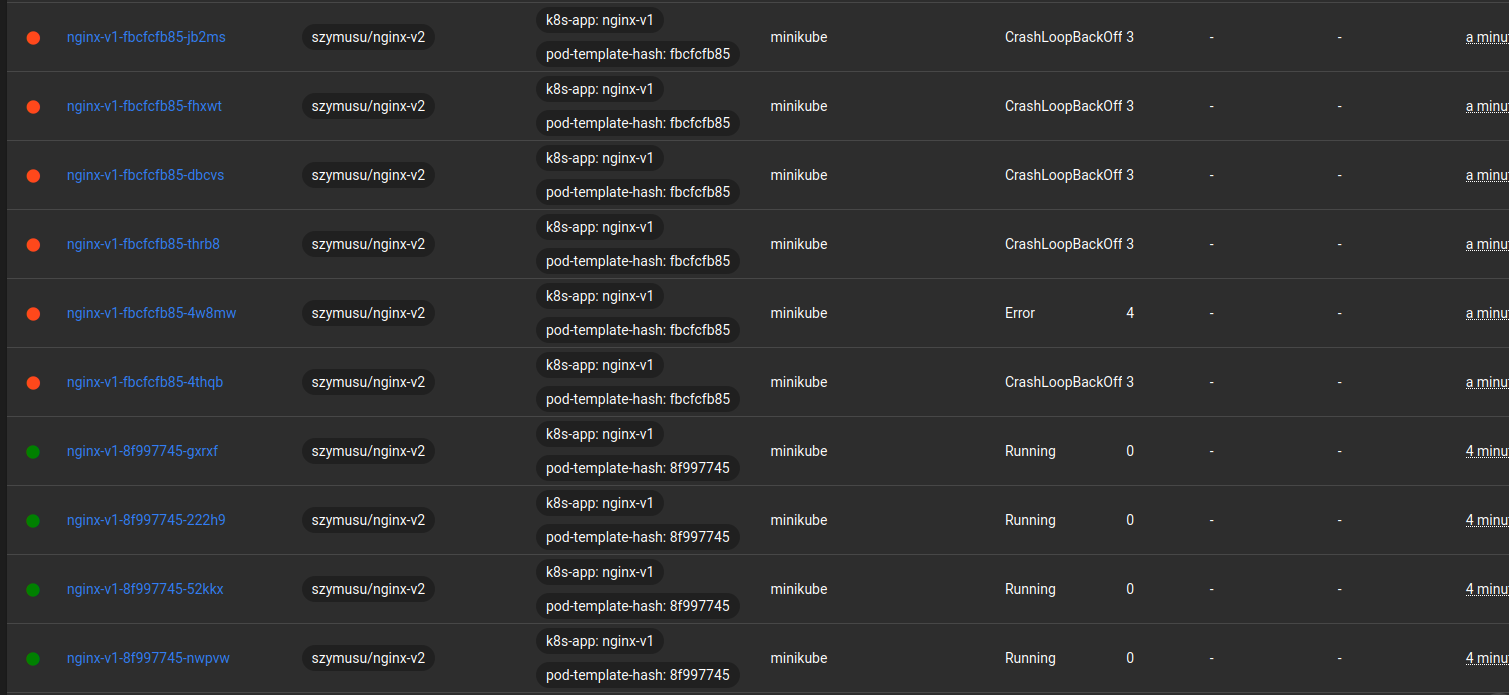 k8s-app: nginx-v1
nginx-v1-fbcfcfb85-jb2ms szymusu/nginx-v2 minikube CrashLoopBackOff 3 - - a minu
pod-template-hash: fbcfcfb85
k8s-app: nginx-v1
nginx-v1-fbcfcfb85-fhxwt szymusu/nginx-v2 minikube CrashLoopBackOff 3 - - a minu
pod-template-hash: fbcfcfb85
k8s-app: nginx-v1
nginx-v1-fbcfcfb85-dbcvs szymusu/nginx-v2 minikube CrashLoopBackOff 3 - - a minu
pod-template-hash: fbcfcfb85
k8s-app: nginx-v1
nginx-v1-fbcfcfb85-thrb8 szymusu/nginx-v2 minikube CrashLoopBackOff 3 - - a minu
pod-template-hash: fbcfcfb85
k8s-app: nginx-v1
nginx-v1-fbcfcfb85-4w8mw szymusu/nginx-v2 minikube Error 4 - - a minu
pod-template-hash: fbcfcfb85
k8s-app: nginx-v1
nginx-v1-fbcfcfb85-4thqb szymusu/nginx-v2 minikube CrashLoopBackOff 3 - - a minu
pod-template-hash: fbcfcfb85
k8s-app: nginx-v1
nginx-v1-8f997745-gxrxf szymusu/nginx-v2 minikube Running 0 - - 4 minu
pod-template-hash: 8f997745
k8s-app: nginx-v1
nginx-v1-8f997745-222h9 szymusu/nginx-v2 minikube Running 0 - - 4 minu
pod-template-hash: 8f997745
k8s-app: nginx-v1
nginx-v1-8f997745-52kkx szymusu/nginx-v2 minikube Running 0 - - 4 minu
pod-template-hash: 8f997745
k8s-app: nginx-v1
nginx-v1-8f997745-nwpvw szymusu/nginx-v2 minikube Running 0 - - 4 minu
pod-template-hash: 8f997745